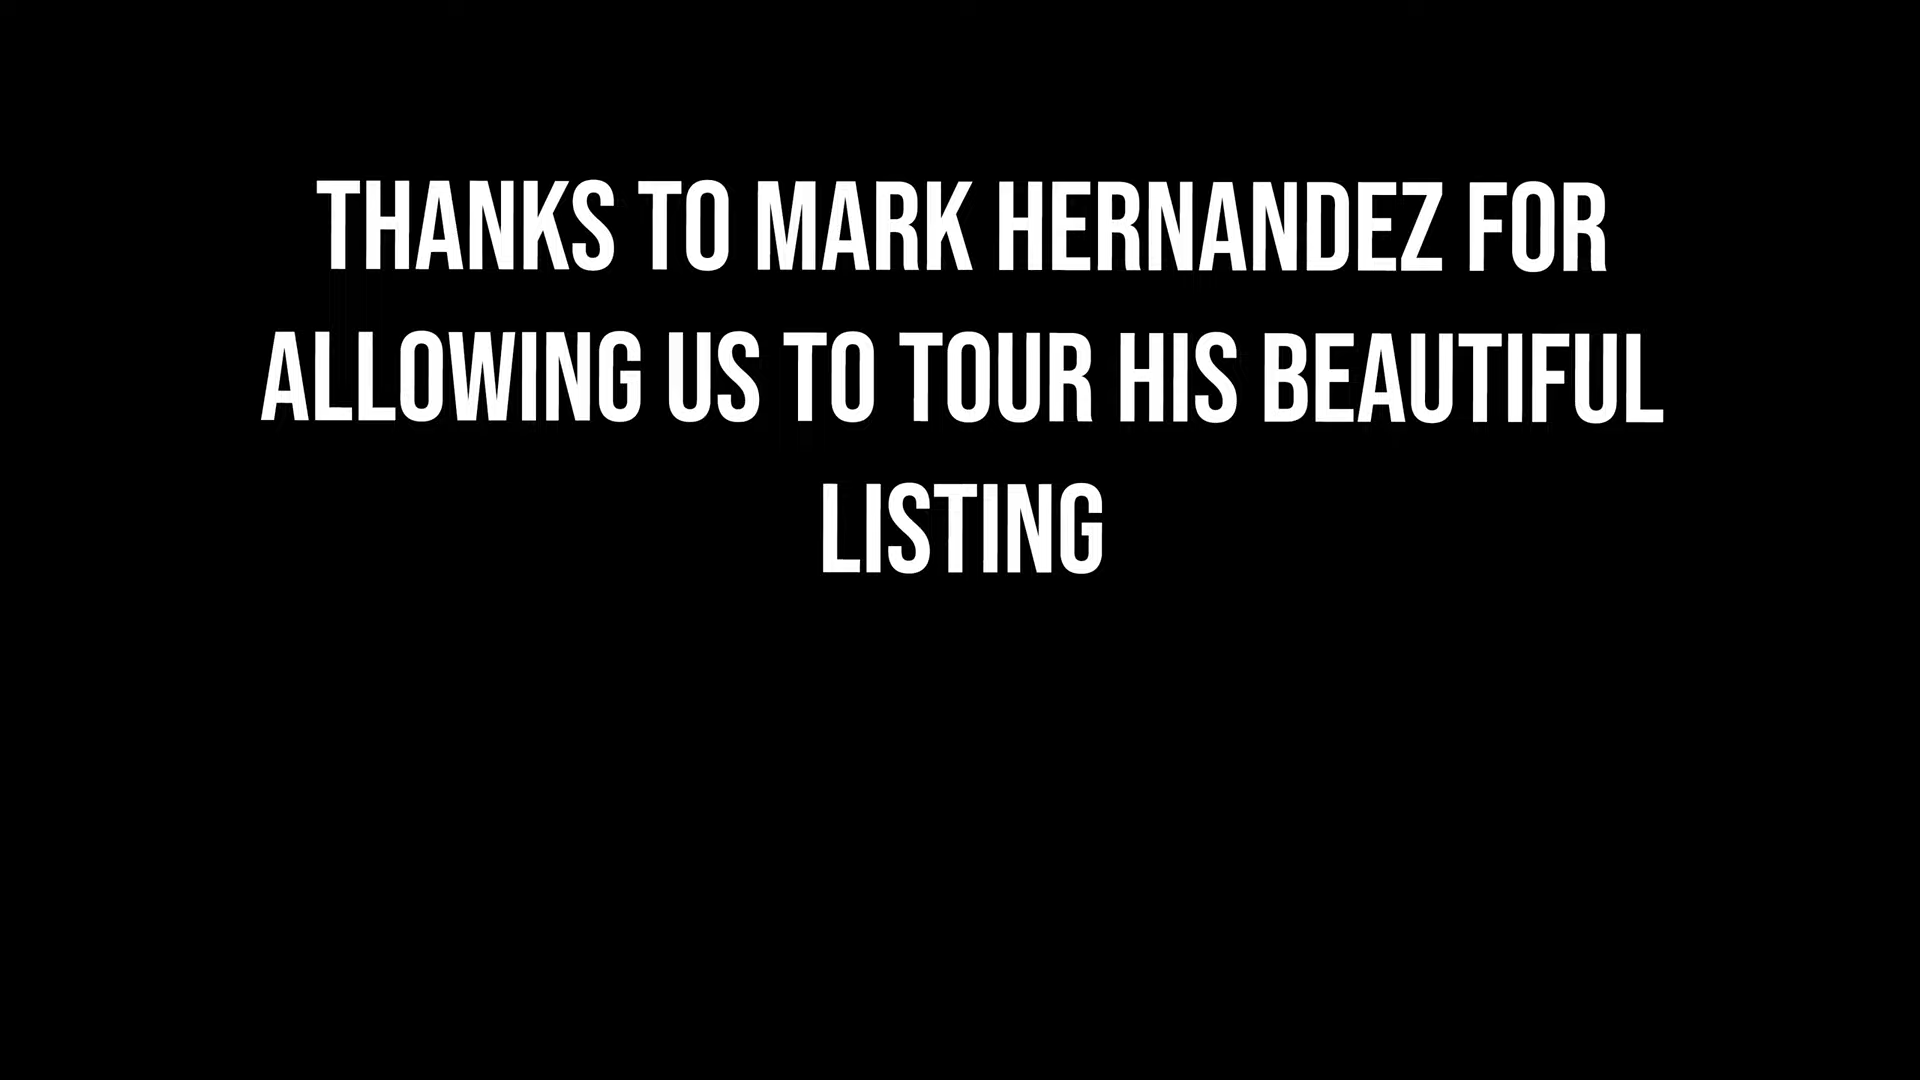 THANKS TO MARK HERNANDEZ FOR
ALLOWING US TO TOUR HIS BEAUTIFUL
LISTING